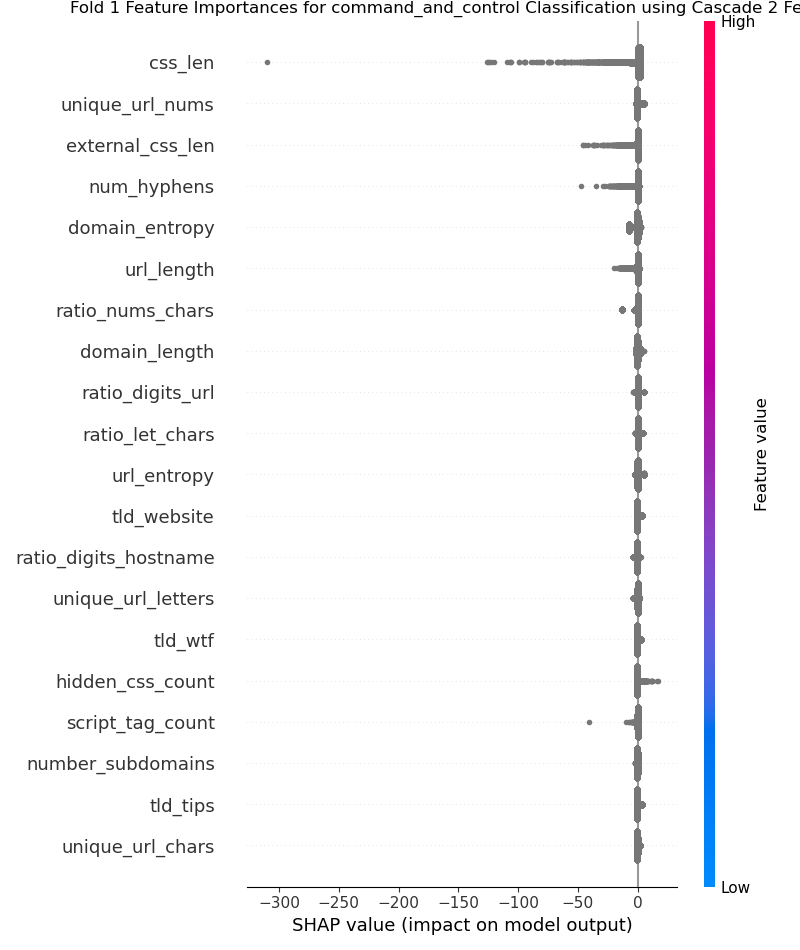 Fold 1 Feature Importances for command_and_control Classification using Cascade 2 Fe
High
css_len
unique_url_nums
external_css_len
num_hyphens
domain_entropy
url_length
ratio_nums_chars
domain_length
ratio_digits_url
ratio_let_chars
url_entropy
tld_website
ratio_digits_hostname
unique_url_letters
tld_wtf
hidden_css_count
script_tag_count
number_subdomains
tld_tips
unique_url_chars
Feature value
Low
−300 −250 −200 −150 −100 −50 0
SHAP value (impact on model output)